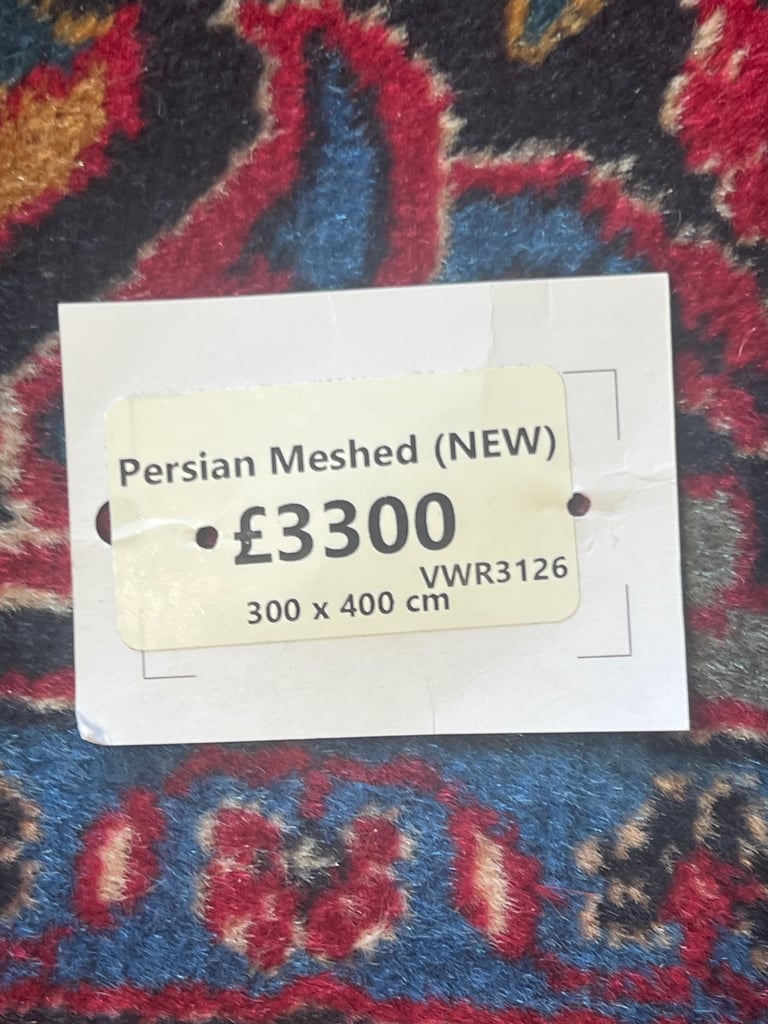 Persian Meshed (NEW)
£3300
VWR3126
300 x 400 cm